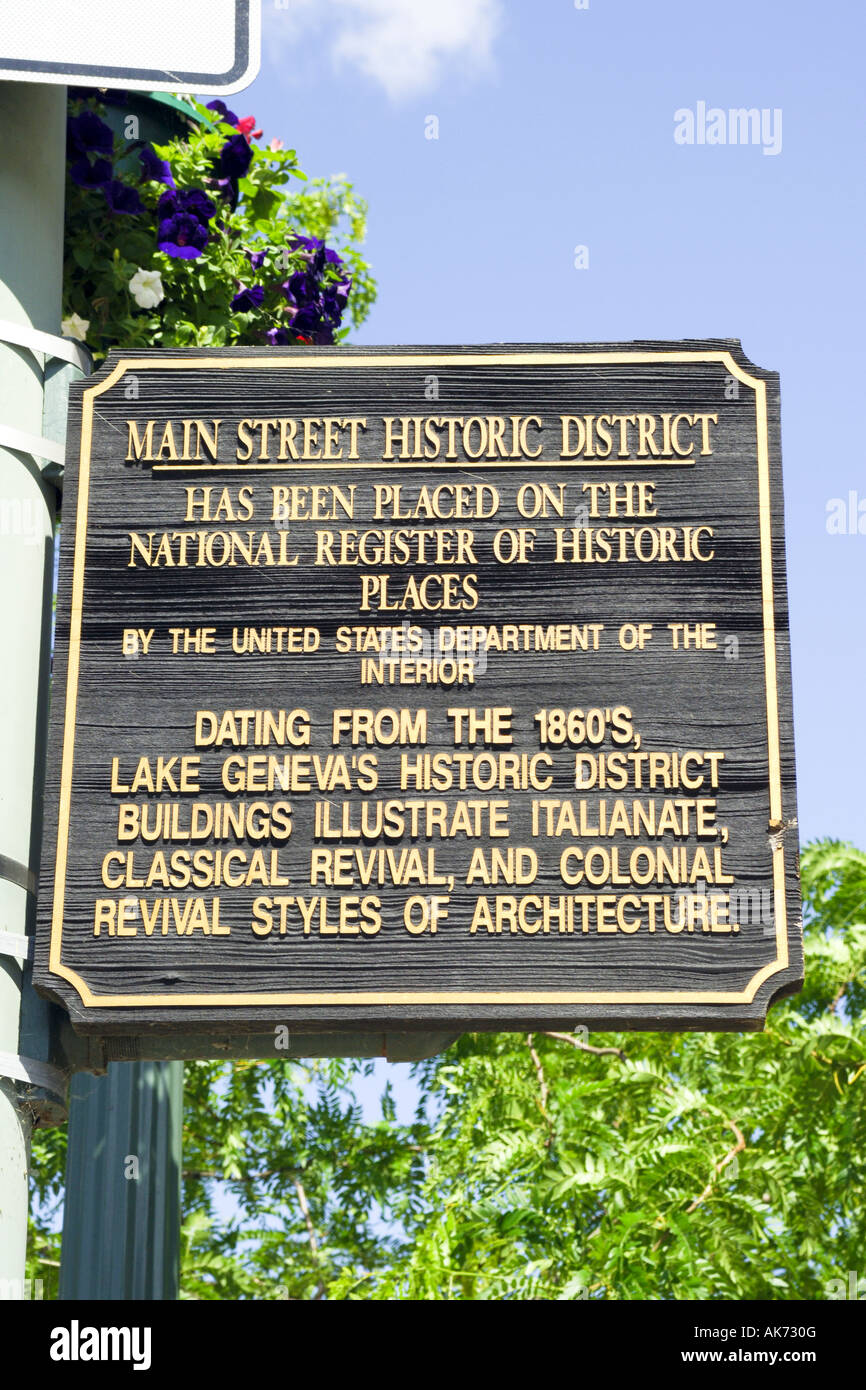 MAIN STREET HISTORIC DISTRICT
HAS BEEN PLACED ON THE
NATIONAL REGISTER OF HISTORIC
PLACES
BY THE UNITED STATES DEPARTMENT OF THE
INTERIOR
DATING FROM THE 1860'S,
LAKE GENEVA'S HISTORIC DISTRICT
BUILDINGS ILLUSTRATE ITALIANATE,
CLASSICAL REVIVAL, AND COLONIAL
REVIVAL STYLES OF ARCHITECTURE.
alamy
Image ID: AK730G
www.alamy.com